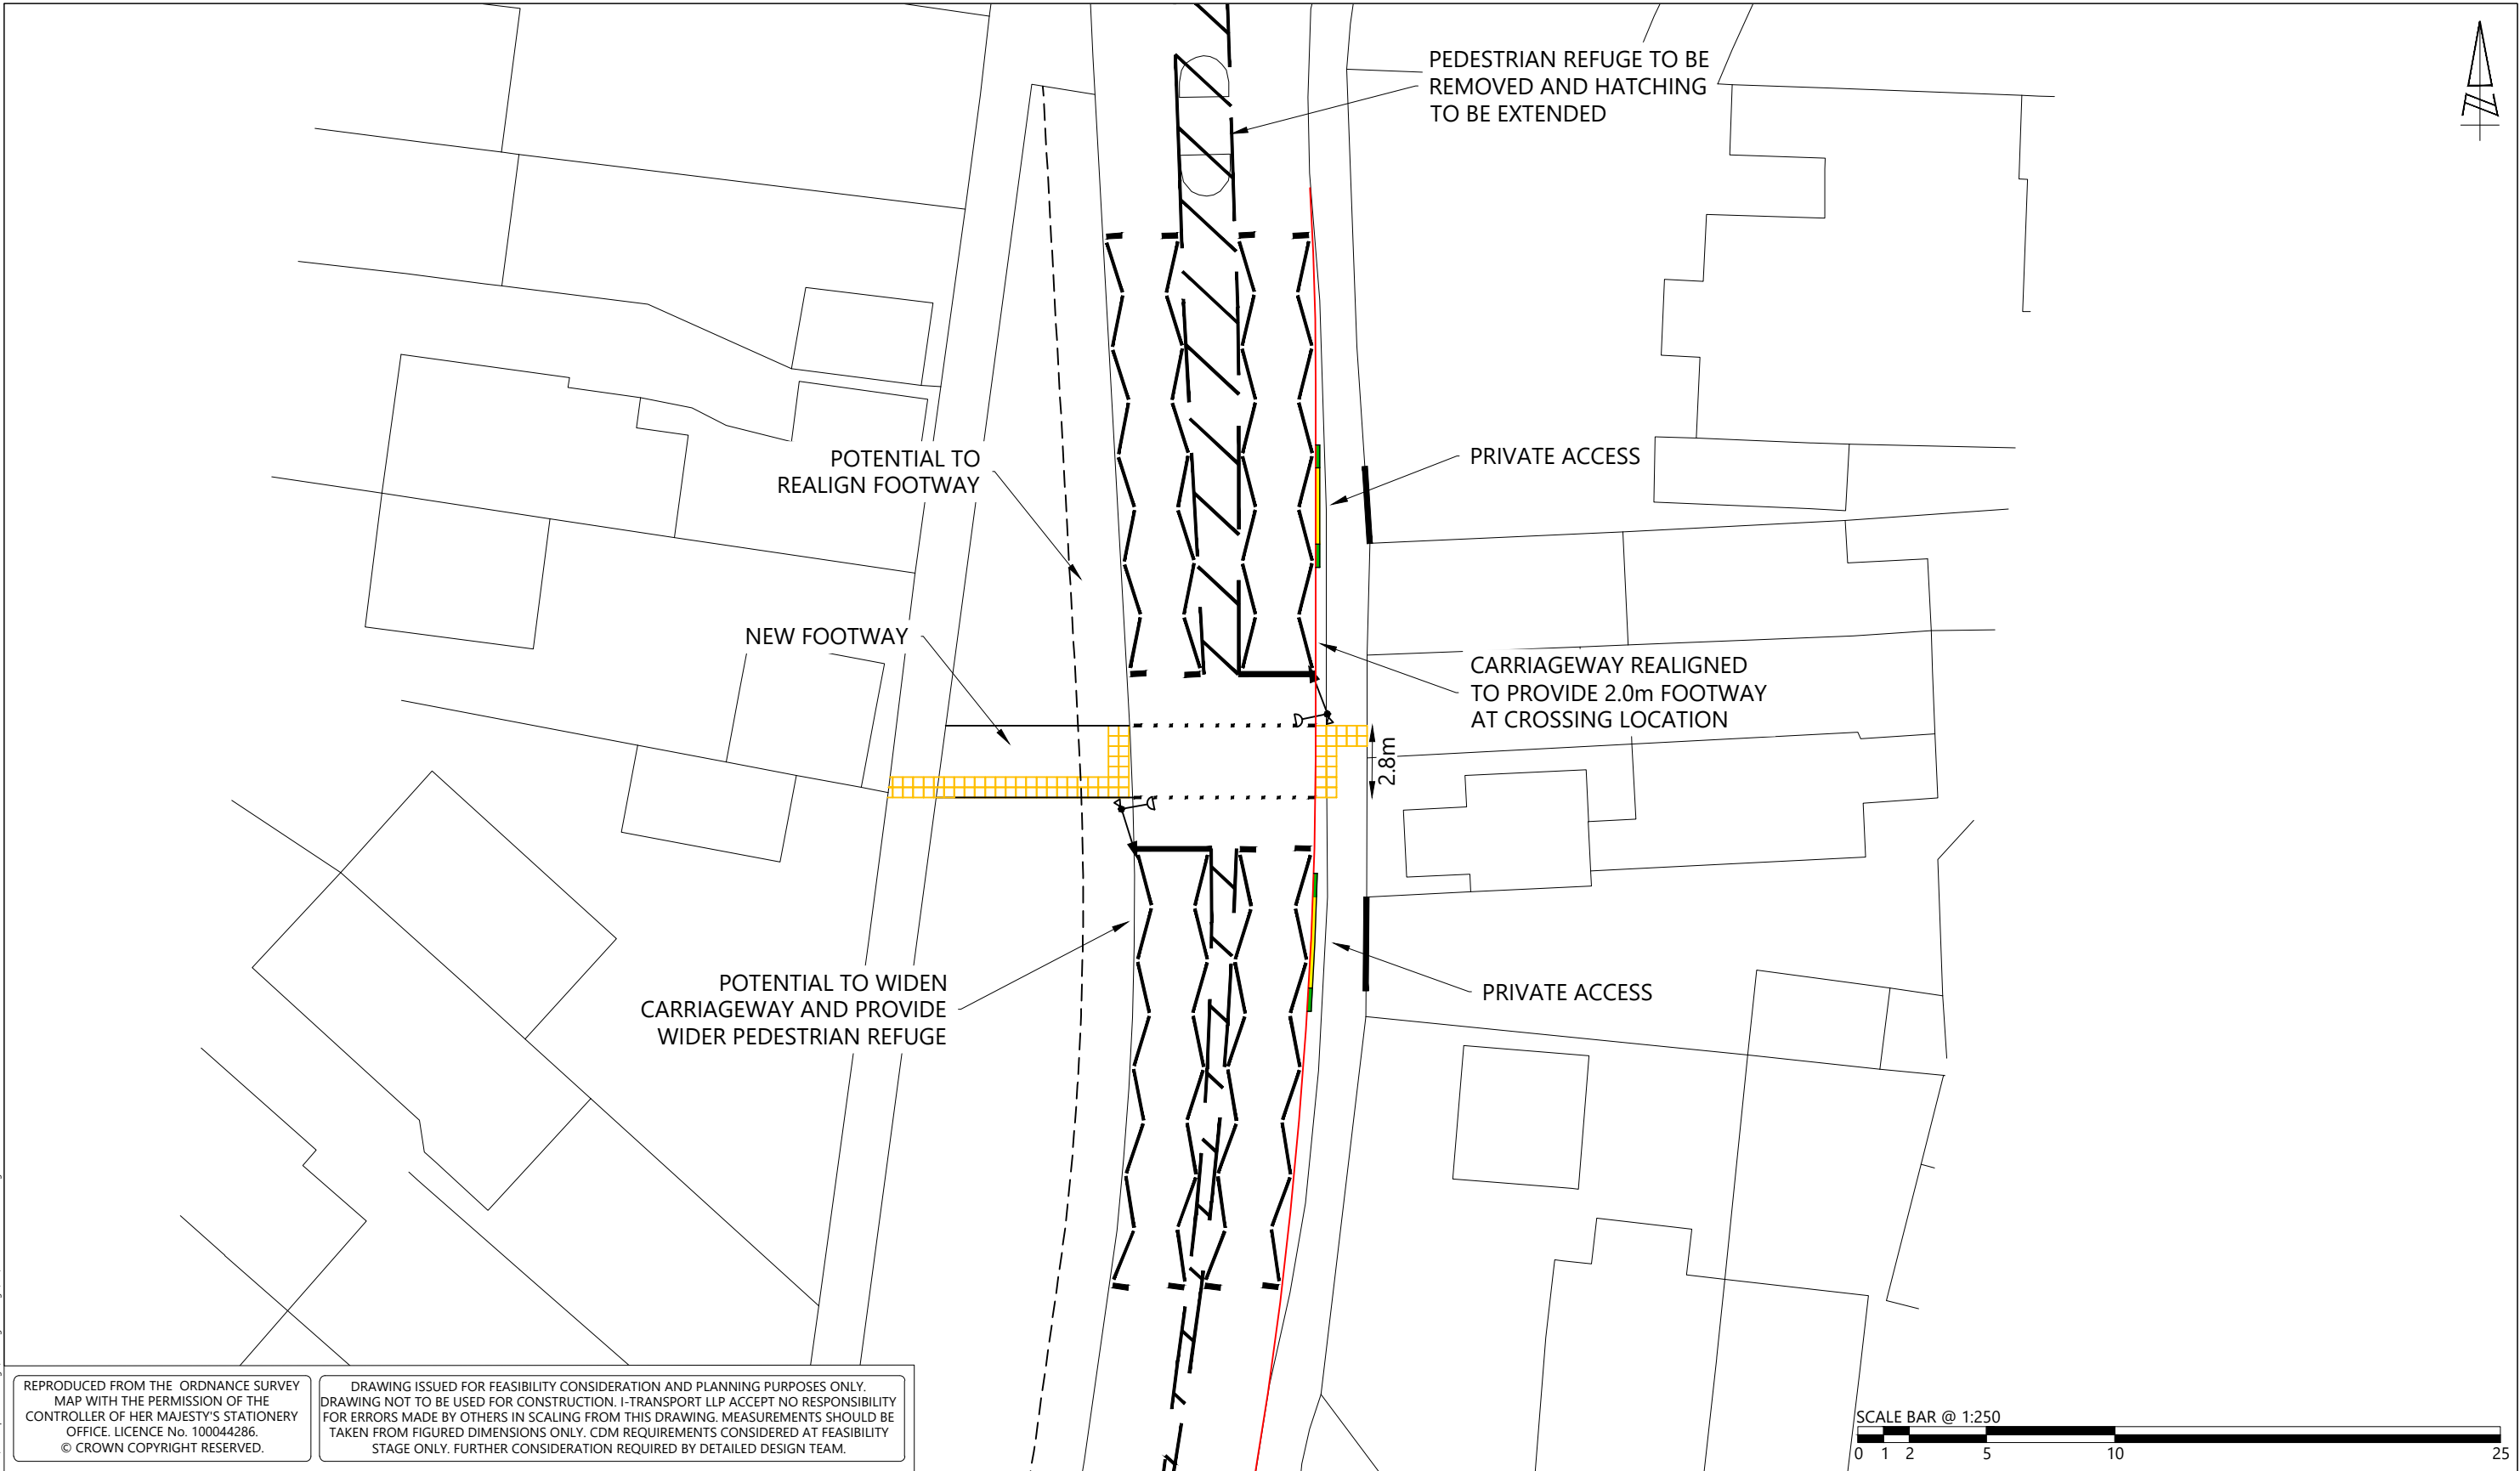 PEDESTRIAN REFUGE TO BE
REMOVED AND HATCHING
TO BE EXTENDED
POTENTIAL TO
REALIGN FOOTWAY
PRIVATE ACCESS
NEW FOOTWAY
CARRIAGEWAY REALIGNED
TO PROVIDE 2.0m FOOTWAY
AT CROSSING LOCATION
2.8m
POTENTIAL TO WIDEN
CARRIAGEWAY AND PROVIDE
WIDER PEDESTRIAN REFUGE
PRIVATE ACCESS
REPRODUCED FROM THE ORDNANCE SURVEY
MAP WITH THE PERMISSION OF THE
CONTROLLER OF HER MAJESTY'S STATIONERY
OFFICE. LICENCE No. 100044286.
© CROWN COPYRIGHT RESERVED.
DRAWING ISSUED FOR FEASIBILITY CONSIDERATION AND PLANNING PURPOSES ONLY.
DRAWING NOT TO BE USED FOR CONSTRUCTION. I-TRANSPORT LLP ACCEPT NO RESPONSIBILITY
FOR ERRORS MADE BY OTHERS IN SCALING FROM THIS DRAWING. MEASUREMENTS SHOULD BE
TAKEN FROM FIGURED DIMENSIONS ONLY. CDM REQUIREMENTS CONSIDERED AT FEASIBILITY
STAGE ONLY. FURTHER CONSIDERATION REQUIRED BY DETAILED DESIGN TEAM.
SCALE BAR @ 1:250
0 1 2 5 10 25